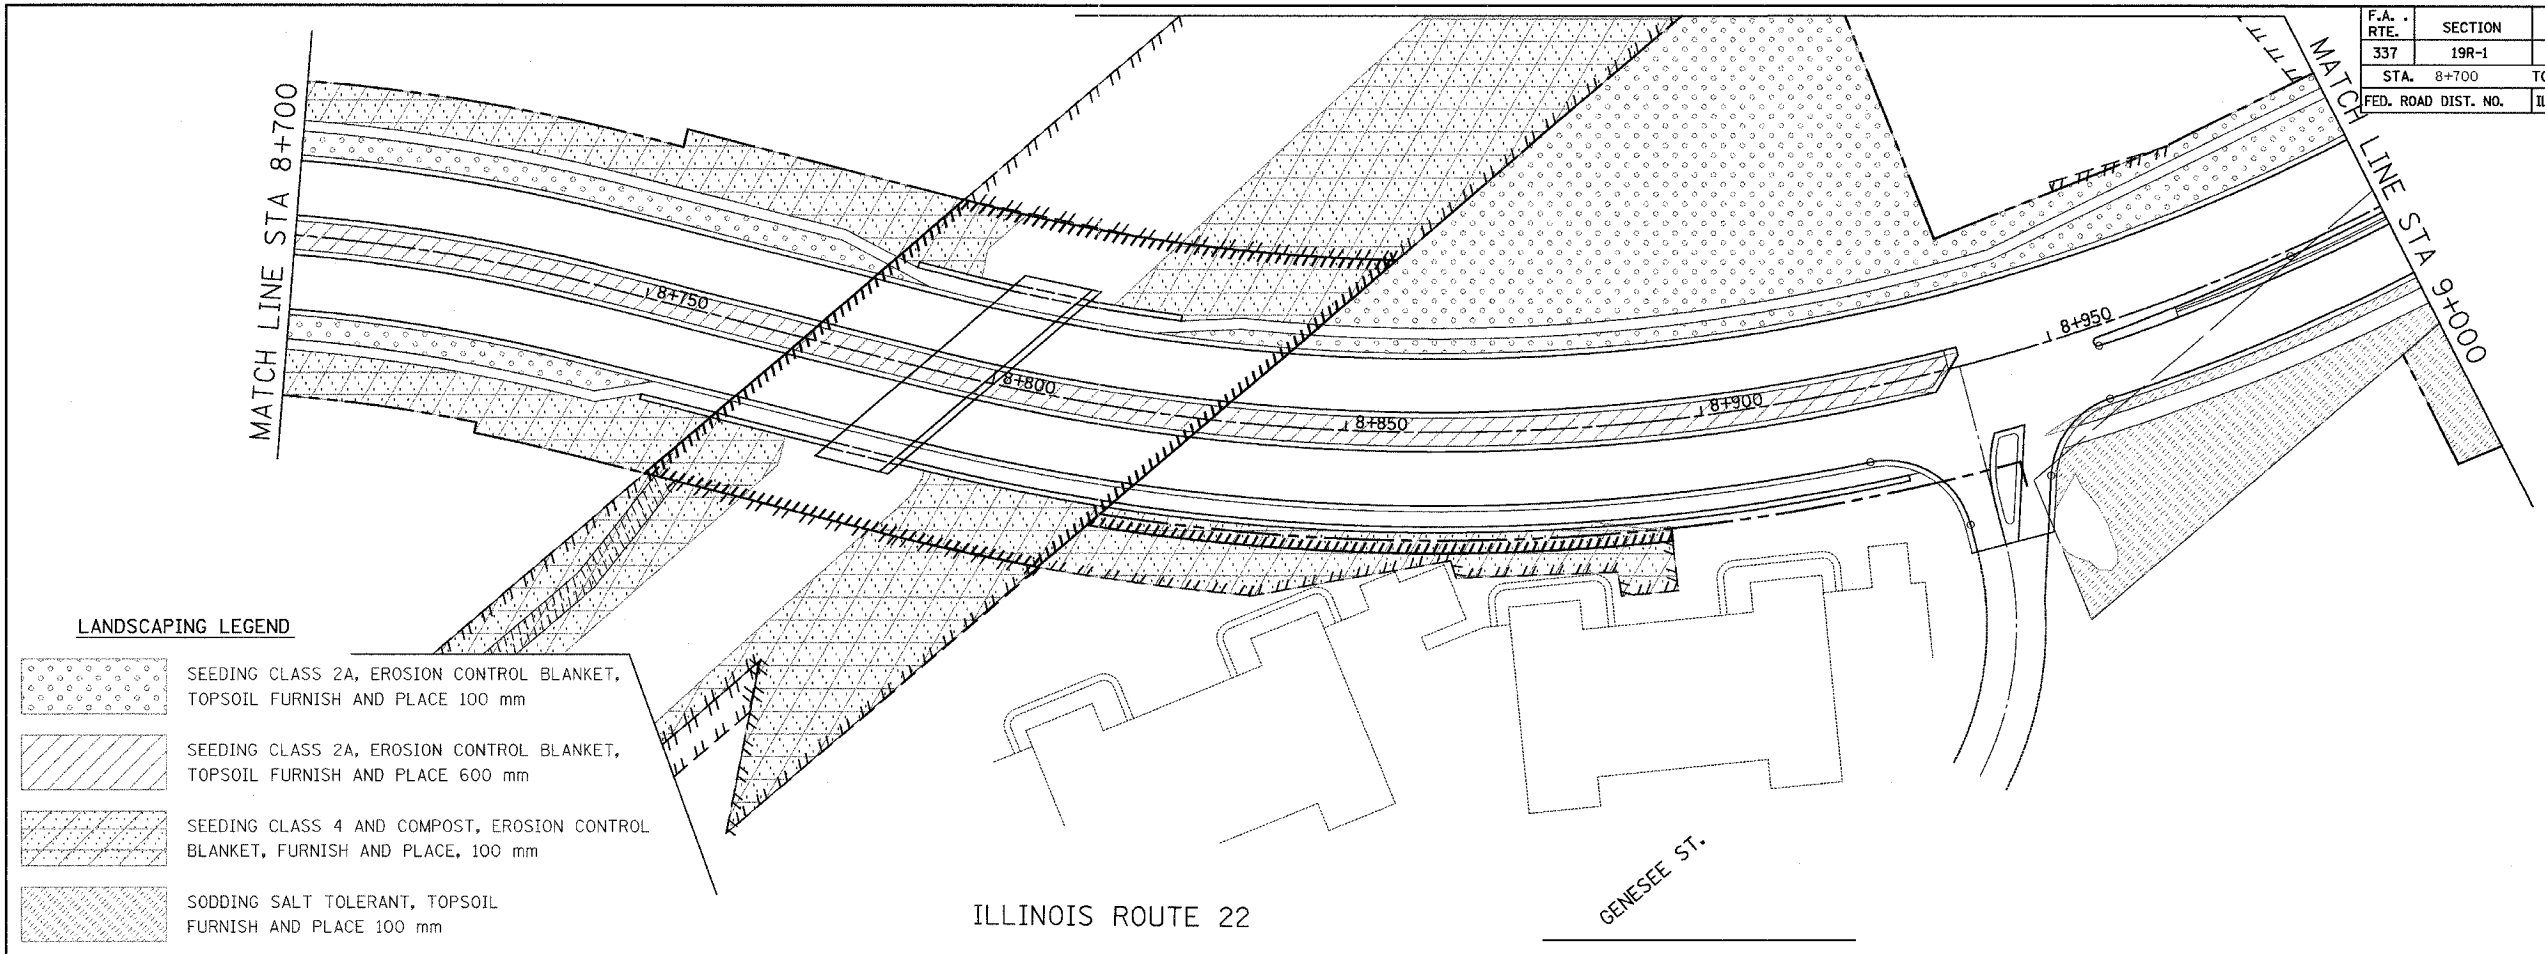 F.A.
RTE.
SECTION
337
19R-1
STA. 8+700
FED. ROAD DIST. NO.
MATCH LINE STA 8+700
MATCH LINE STA 9+000
8+750
8+800
8+850
8+900
8+950
LANDSCAPING LEGEND
SEEDING CLASS 2A, EROSION CONTROL BLANKET,
TOPSOIL FURNISH AND PLACE 100 mm
SEEDING CLASS 2A, EROSION CONTROL BLANKET,
TOPSOIL FURNISH AND PLACE 600 mm
SEEDING CLASS 4 AND COMPOST, EROSION CONTROL
BLANKET, FURNISH AND PLACE, 100 mm
SODDING SALT TOLERANT, TOPSOIL
FURNISH AND PLACE 100 mm
ILLINOIS ROUTE 22
GENESEE ST.